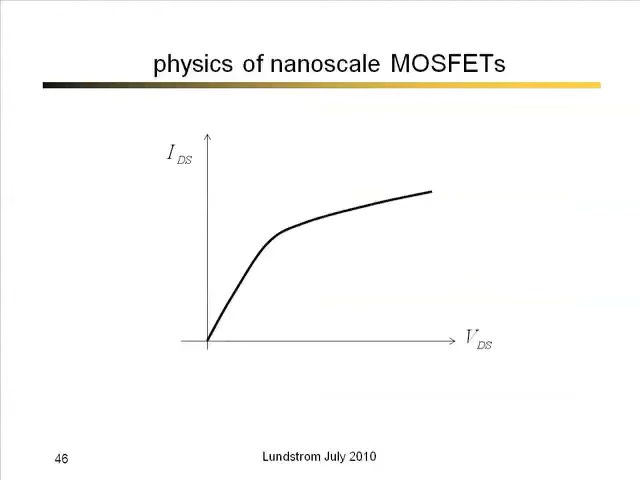 physics of nanoscale MOSFETs
I DS
V DS
46
Lundstrom July 2010